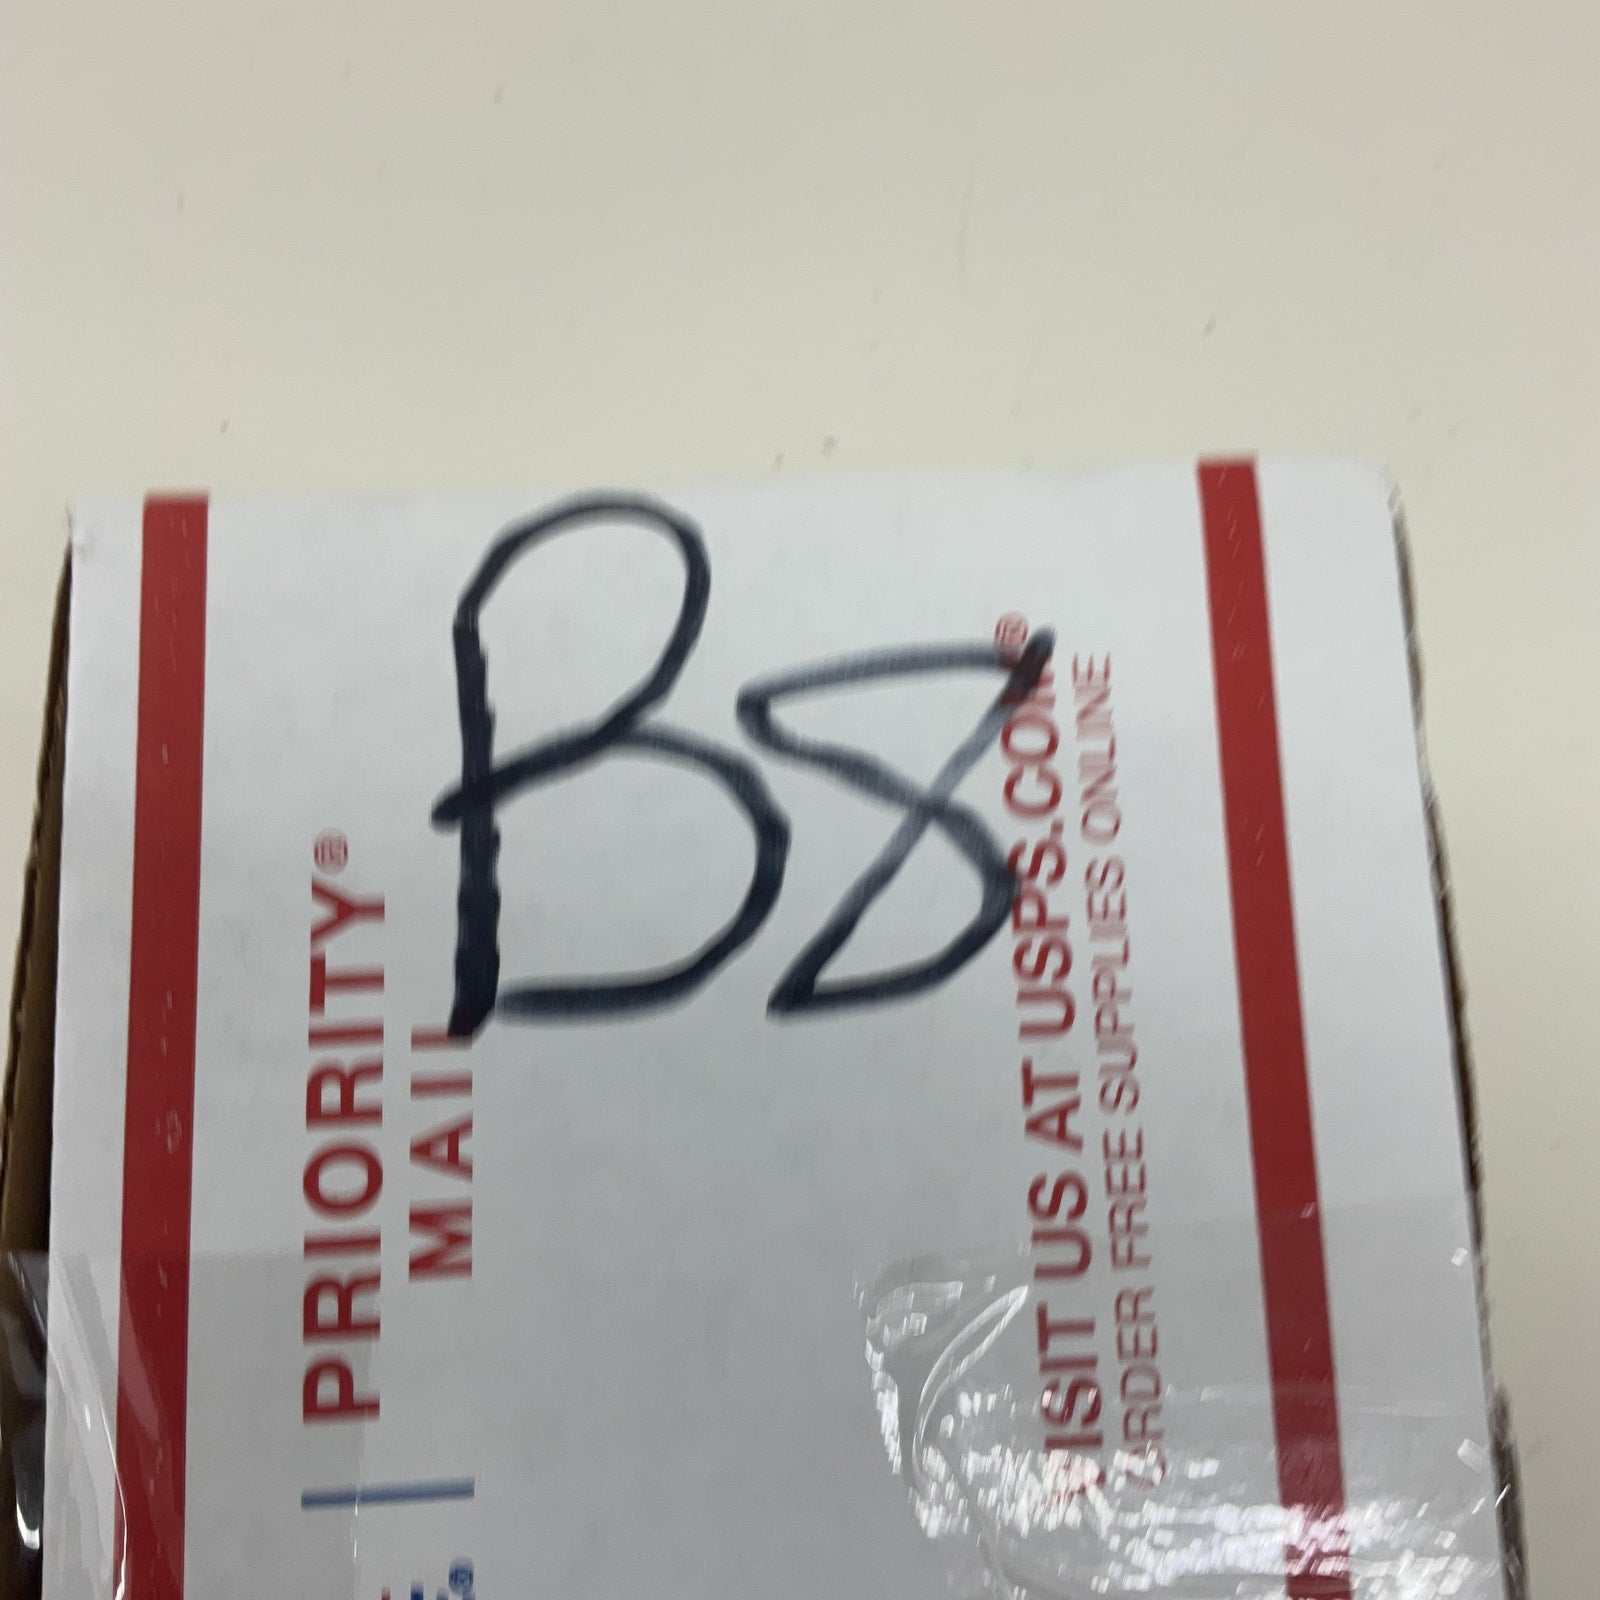 B8
PRIORITY®
MAIL
VISIT US AT USPS.COM®
ORDER FREE SUPPLIES ONLINE